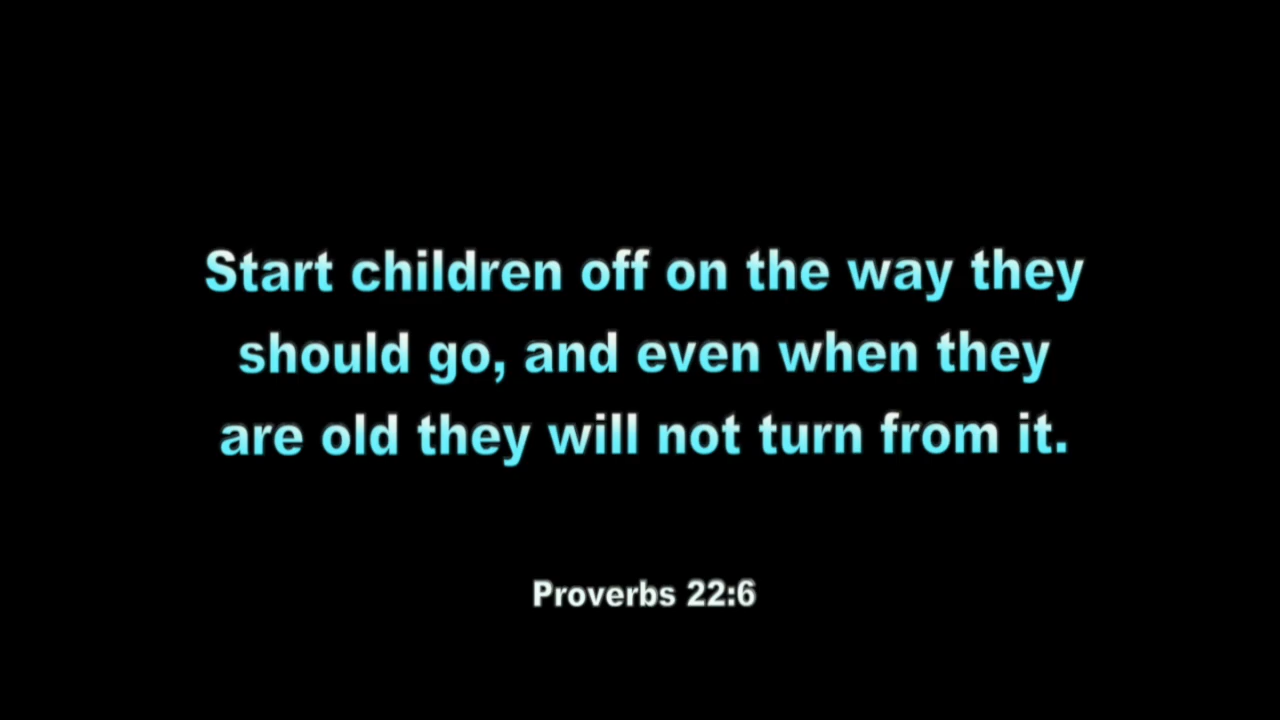 Start children off on the way they
should go, and even when they
are old they will not turn from it.
Proverbs 22:6